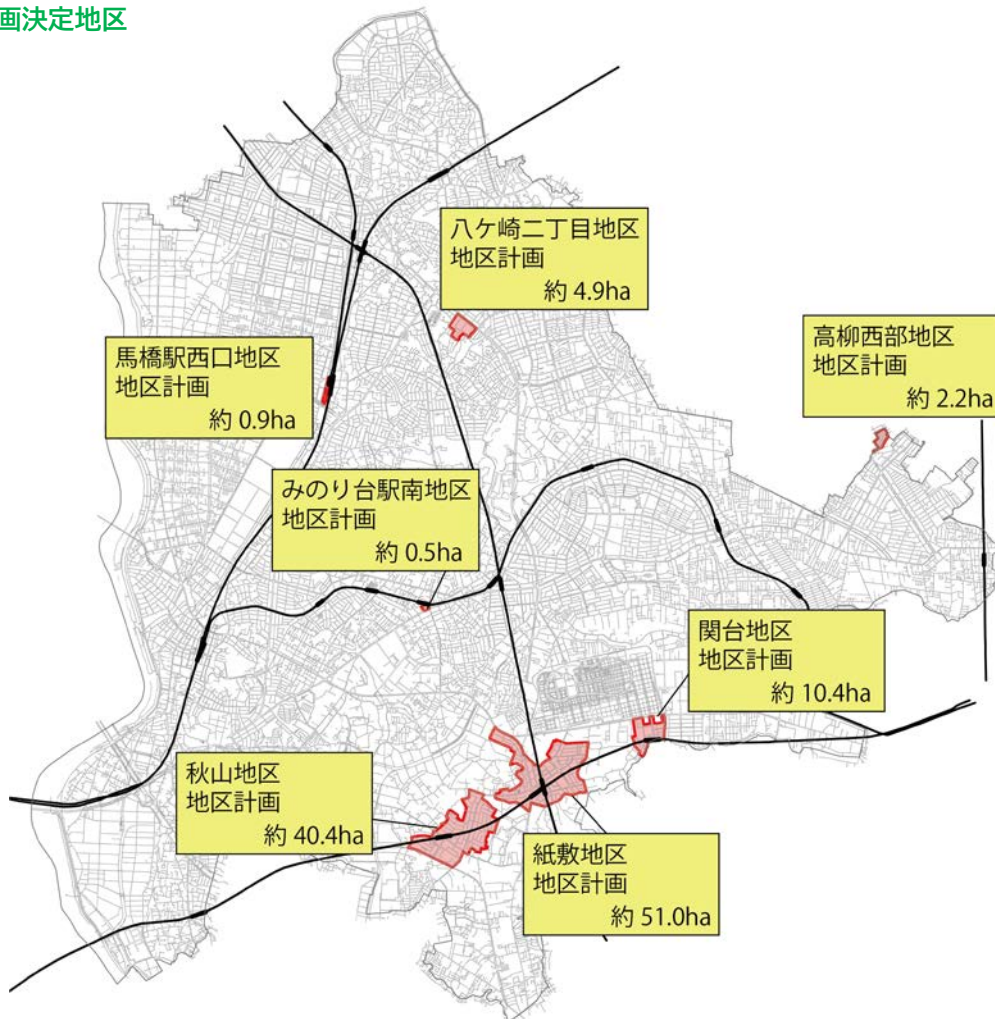 画決定地区
八ケ崎二丁目地区
地区計画
約 4.9ha
高柳西部地区
地区計画
約 2.2ha
馬橋駅西口地区
地区計画
約 0.9ha
みのり台駅南地区
地区計画
約 0.5ha
関台地区
地区計画
約 10.4ha
秋山地区
地区計画
約 40.4ha
紙敷地区
地区計画
約 51.0ha